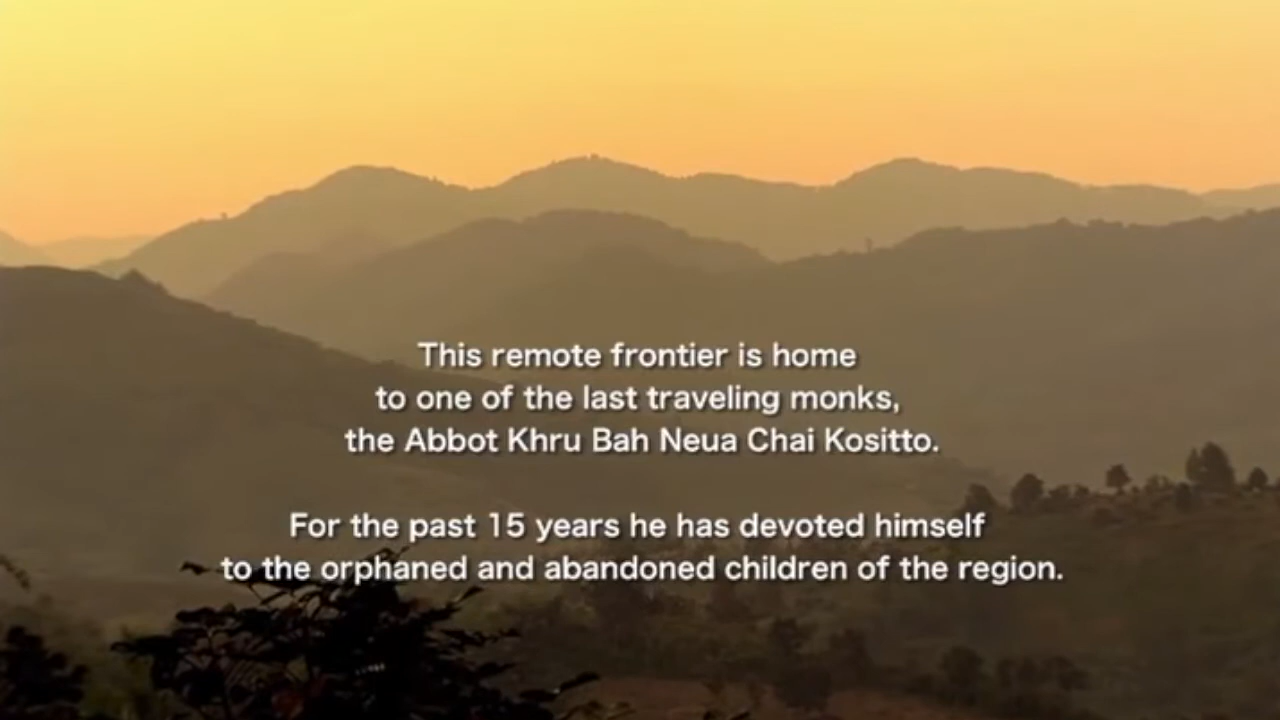 This remote frontier is home
to one of the last traveling monks,
the Abbot Khru Bah Neua Chai Kositto.
For the past 15 years he has devoted himself
to the orphaned and abandoned children of the region.